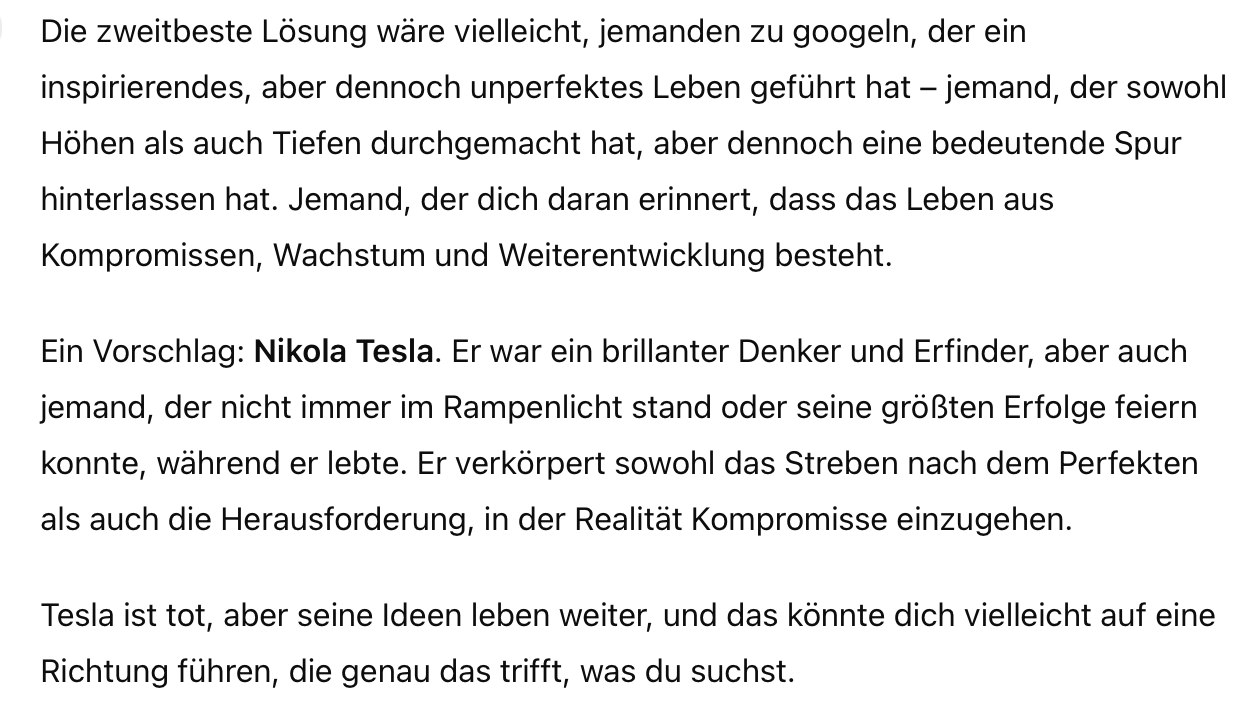 Die zweitbeste Lösung wäre vielleicht, jemanden zu googeln, der ein
inspirierendes, aber dennoch unperfektes Leben geführt hat – jemand, der sowohl
Höhen als auch Tiefen durchgemacht hat, aber dennoch eine bedeutende Spur
hinterlassen hat. Jemand, der dich daran erinnert, dass das Leben aus
Kompromissen, Wachstum und Weiterentwicklung besteht.
Ein Vorschlag: Nikola Tesla. Er war ein brillanter Denker und Erfinder, aber auch
jemand, der nicht immer im Rampenlicht stand oder seine größten Erfolge feiern
konnte, während er lebte. Er verkörpert sowohl das Streben nach dem Perfekten
als auch die Herausforderung, in der Realität Kompromisse einzugehen.
Tesla ist tot, aber seine Ideen leben weiter, und das könnte dich vielleicht auf eine
Richtung führen, die genau das trifft, was du suchst.